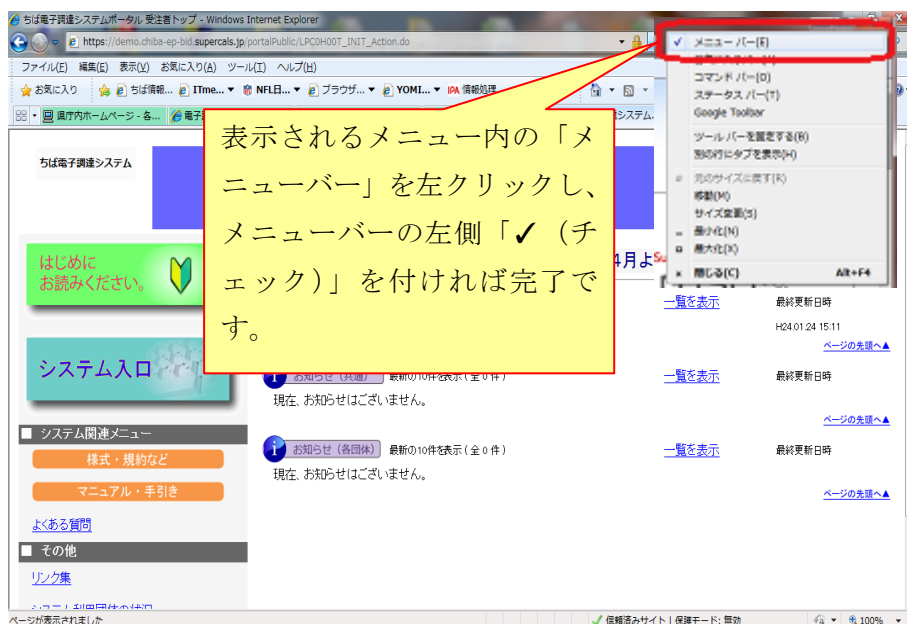 ちば電子調達システムポータル 受注者トップ - Windows Internet Explorer
https://demo.chiba-ep-bid.supercals.jp/portalPublic/LPC0H00T_INIT_Action.do
ファイル(F) 編集(E) 表示(V) お気に入り(A) ツール(T) ヘルプ(H)
お気に入り ちば情報... ITme... NFL日... ブラウザ... YOMI... IPA 情報処理
県庁内ホームページ - 各...
ちば電子調達システム
表示されるメニュー内の「メ
ニューバー」を左クリックし、
メニューバーの左側「✓（チ
ェック）」を付ければ完了で
す。
✓ メニュー バー(E)
コマンド バー(O)
ステータス バー(T)
Google Toolbar
ツール バーを固定する(B)
別の行にタブを表示(H)
元のサイズに戻す(R)
移動(M)
サイズ変更(S)
最小化(N)
最大化(X)
閉じる(C) Alt+F4
はじめに
お読みください。
4月よ
一覧を表示 最終更新日時
H24.01.24 15:11
ページの先頭へ▲
システム入口
お知らせ（共通） 最新の10件を表示(全 0 件) 一覧を表示 最終更新日時
現在、お知らせはございません。
ページの先頭へ▲
お知らせ（各団体） 最新の10件を表示(全 0 件) 一覧を表示 最終更新日時
現在、お知らせはございません。
ページの先頭へ▲
システム関連メニュー
様式・規約など
マニュアル・手引き
よくある質問
その他
リンク集
システム利用団体の状況
ページが表示されました 信頼済みサイト | 保護モード: 無効 100%